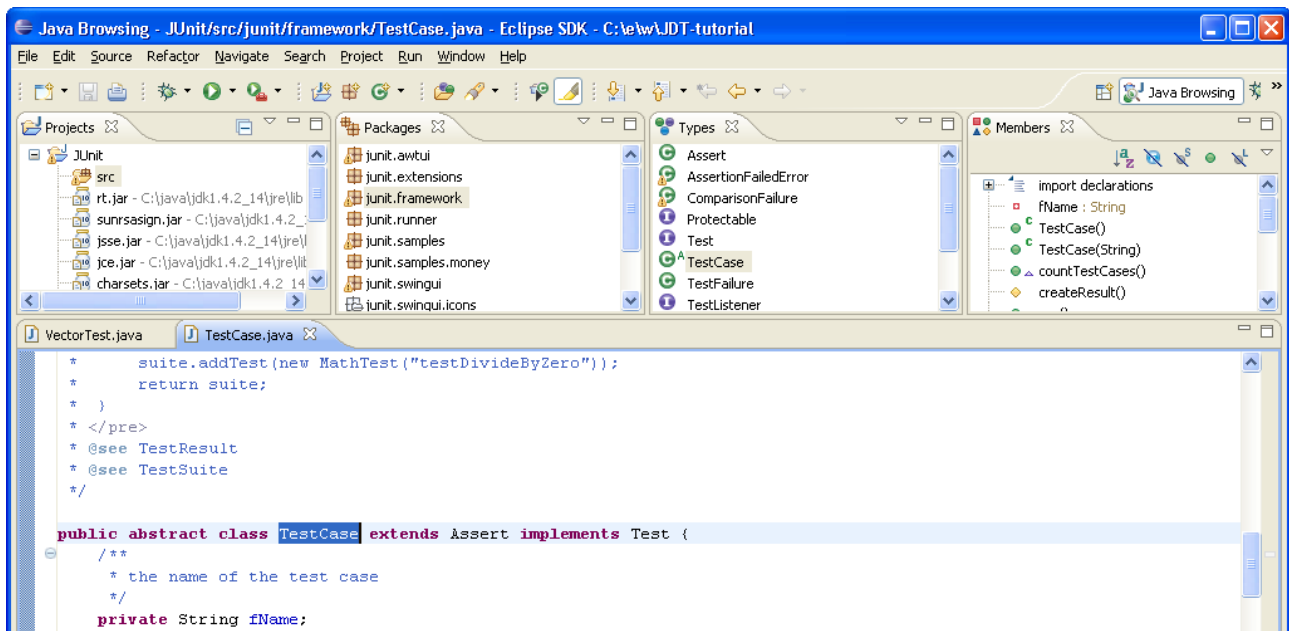 Java Browsing - JUnit/src/junit/framework/TestCase.java - Eclipse SDK - C:\e\w\JDT-tutorial
File Edit Source Refactor Navigate Search Project Run Window Help
Java Browsing
Projects
JUnit
src
rt.jar - C:\java\jdk1.4.2_14\jre\lib
sunrsasign.jar - C:\java\jdk1.4.2_
jsse.jar - C:\java\jdk1.4.2_14\jre\l
jce.jar - C:\java\jdk1.4.2_14\jre\lib
charsets.jar - C:\java\jdk1.4.2_14
Packages
junit.awtui
junit.extensions
junit.framework
junit.runner
junit.samples
junit.samples.money
junit.swingui
junit.swingui.icons
Types
Assert
AssertionFailedError
ComparisonFailure
Protectable
Test
TestCase
TestFailure
TestListener
Members
import declarations
fName : String
TestCase()
TestCase(String)
countTestCases()
createResult()
VectorTest.java TestCase.java
* suite.addTest(new MathTest("testDivideByZero"));
* return suite;
* }
* </pre>
* @see TestResult
* @see TestSuite
*/
public abstract class TestCase extends Assert implements Test {
/**
* the name of the test case
*/
private String fName;